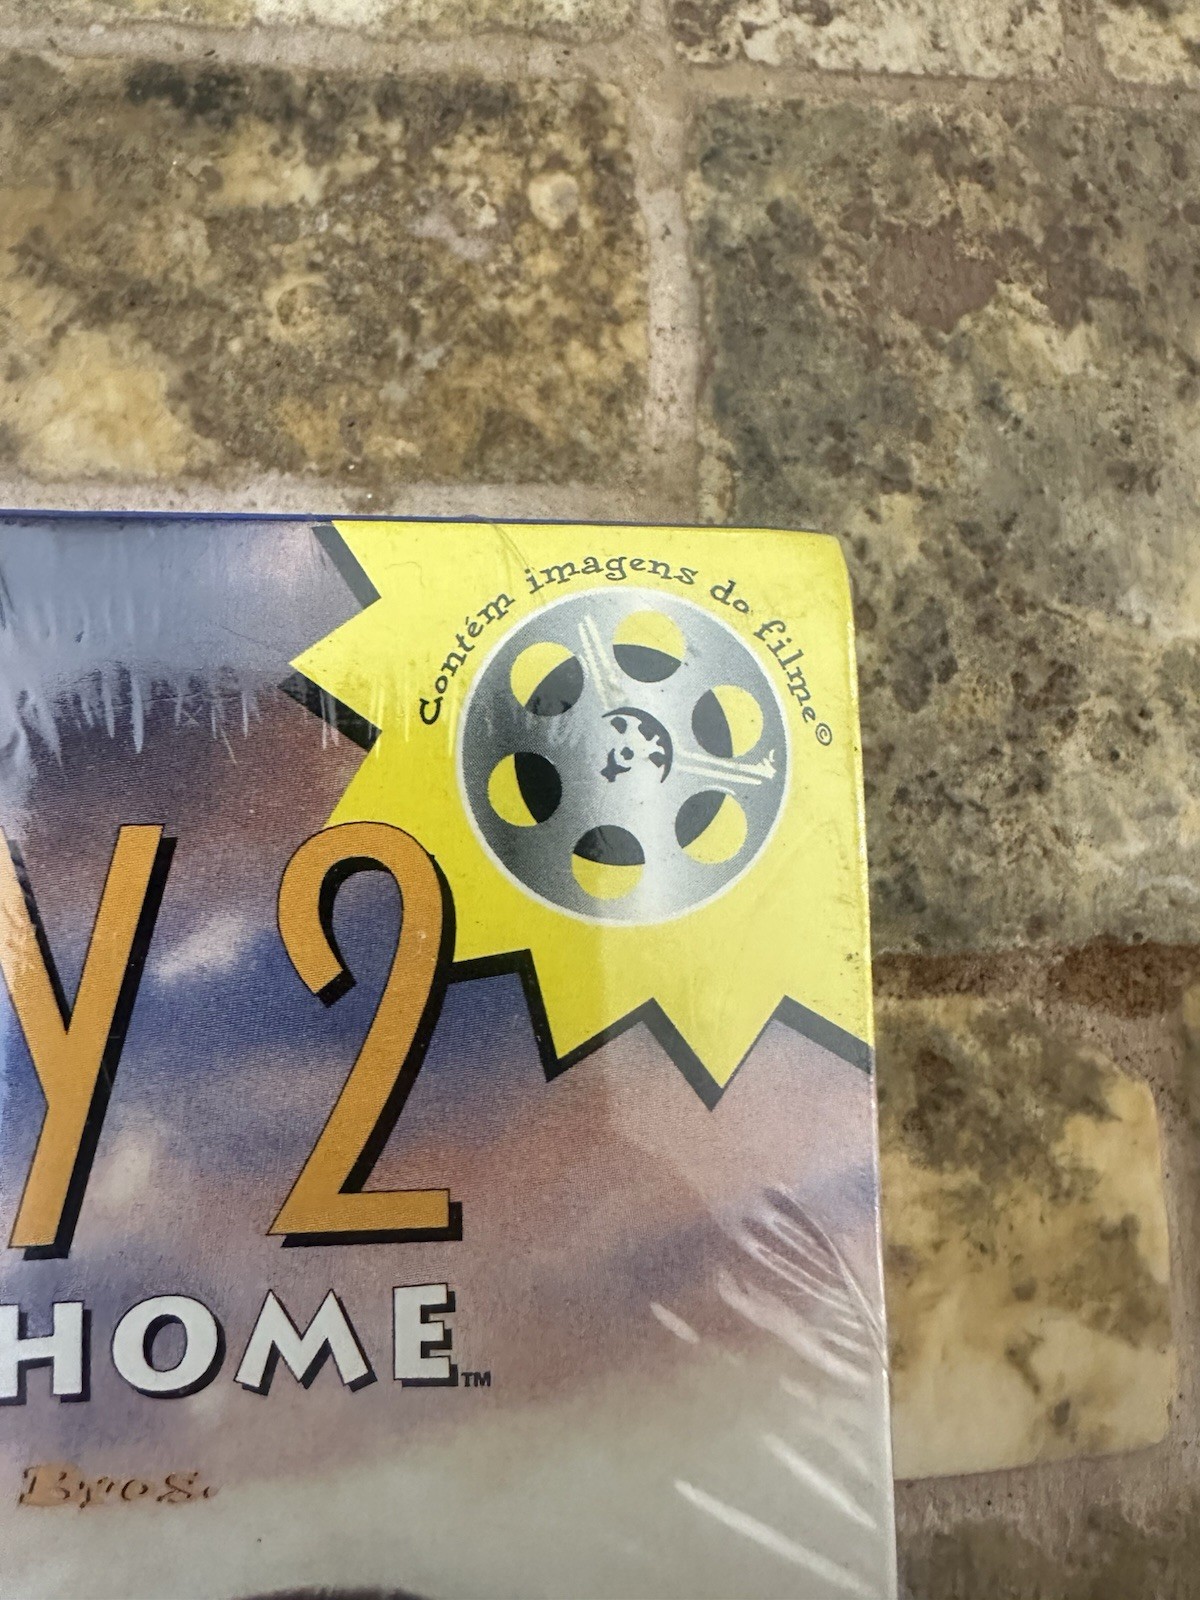 Contém imagens do filme©
Y 2
HOME™
Bros.